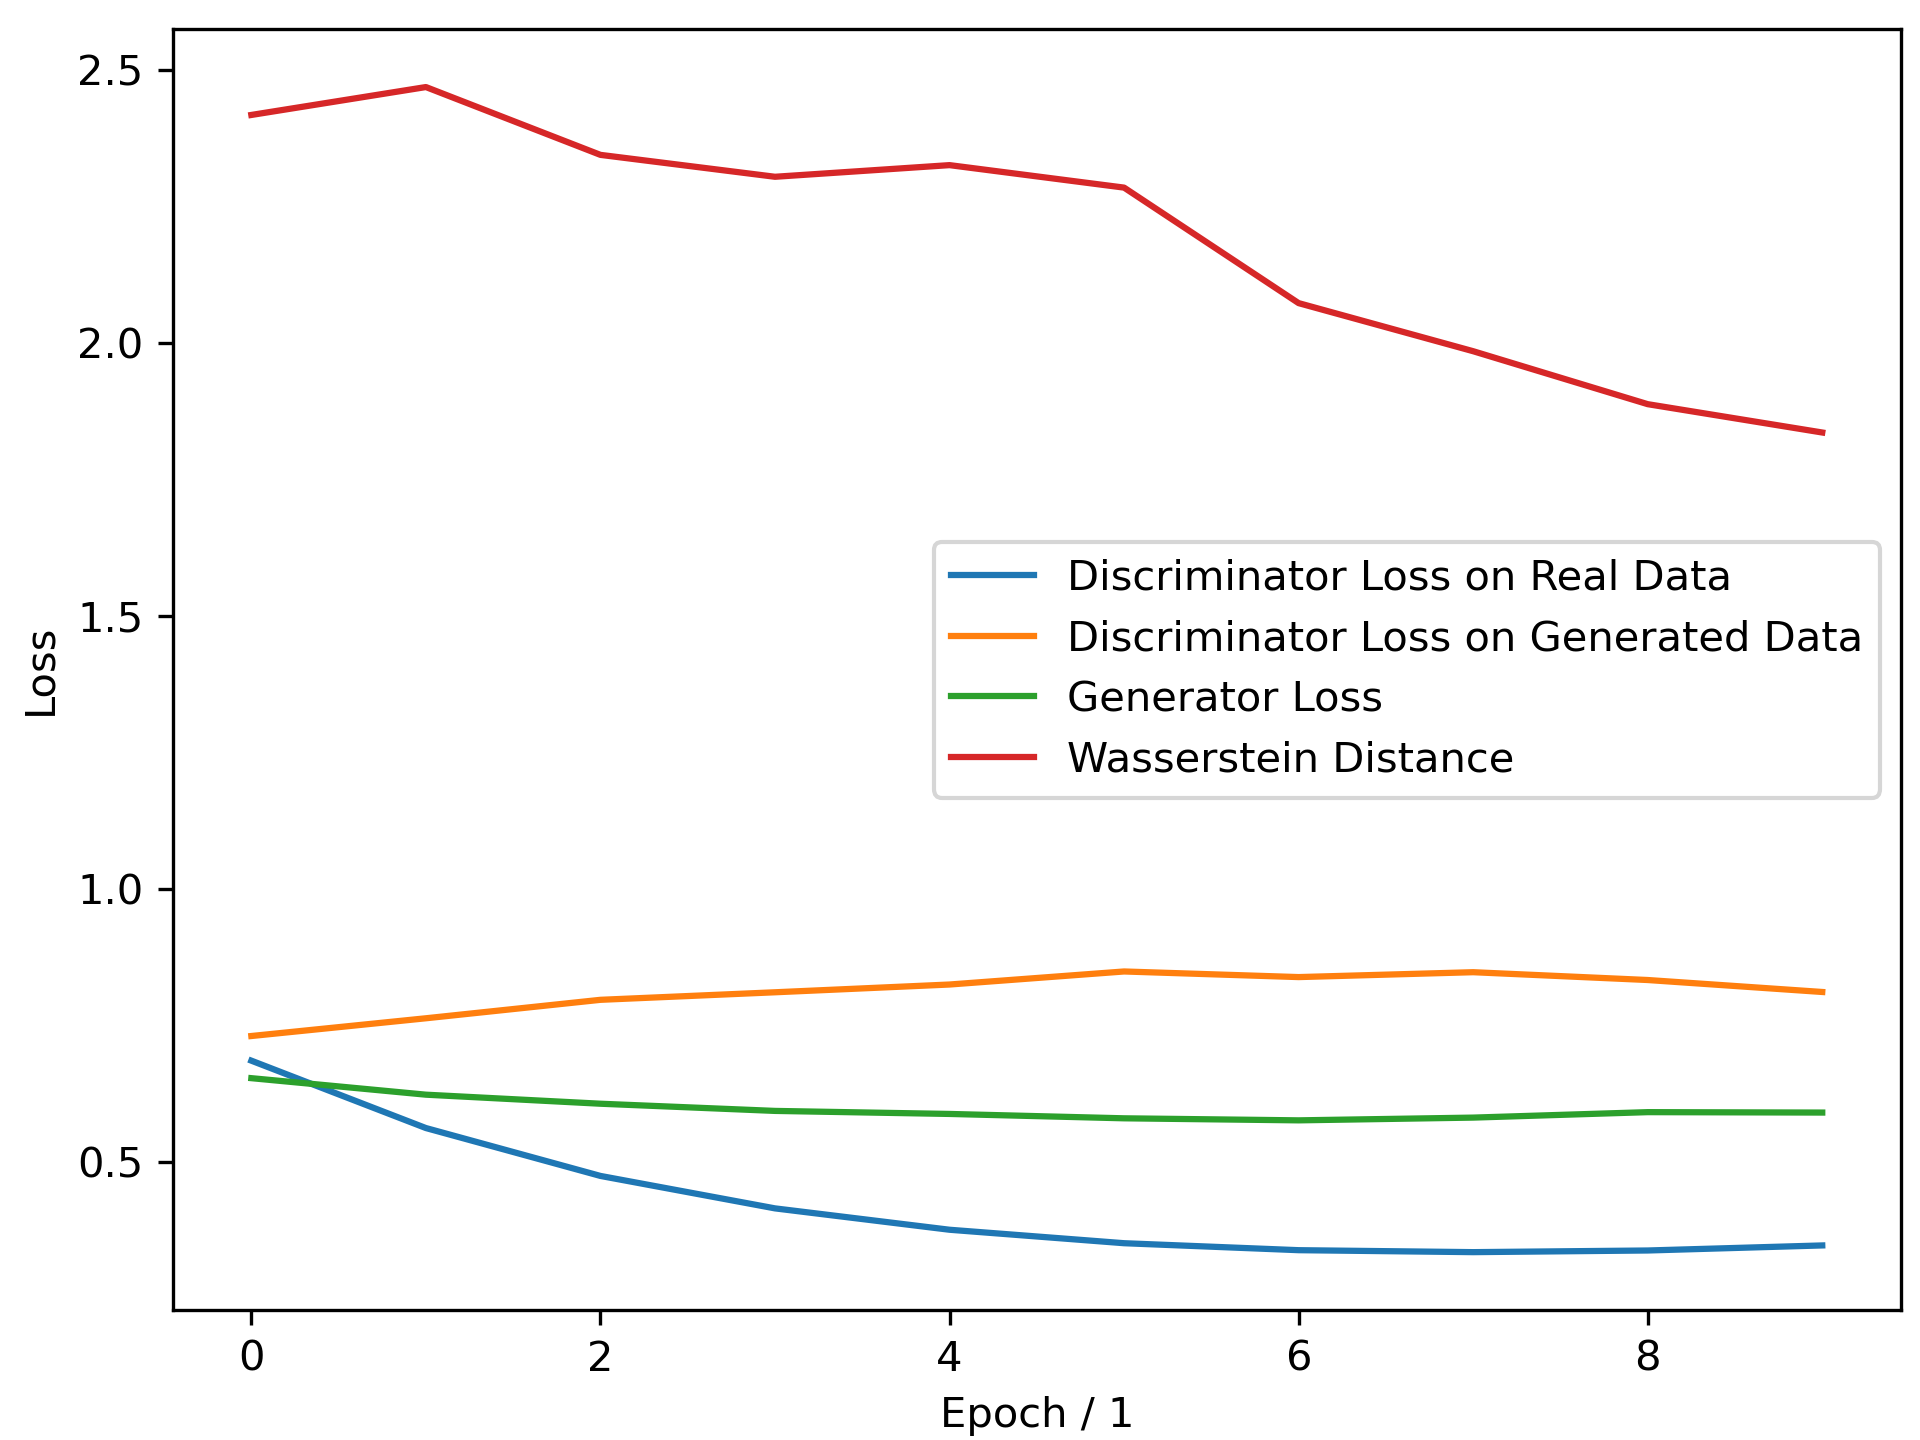 2.5
2.0
1.5
1.0
0.5
Loss
Discriminator Loss on Real Data
Discriminator Loss on Generated Data
Generator Loss
Wasserstein Distance
0 2 4 6 8
Epoch / 1